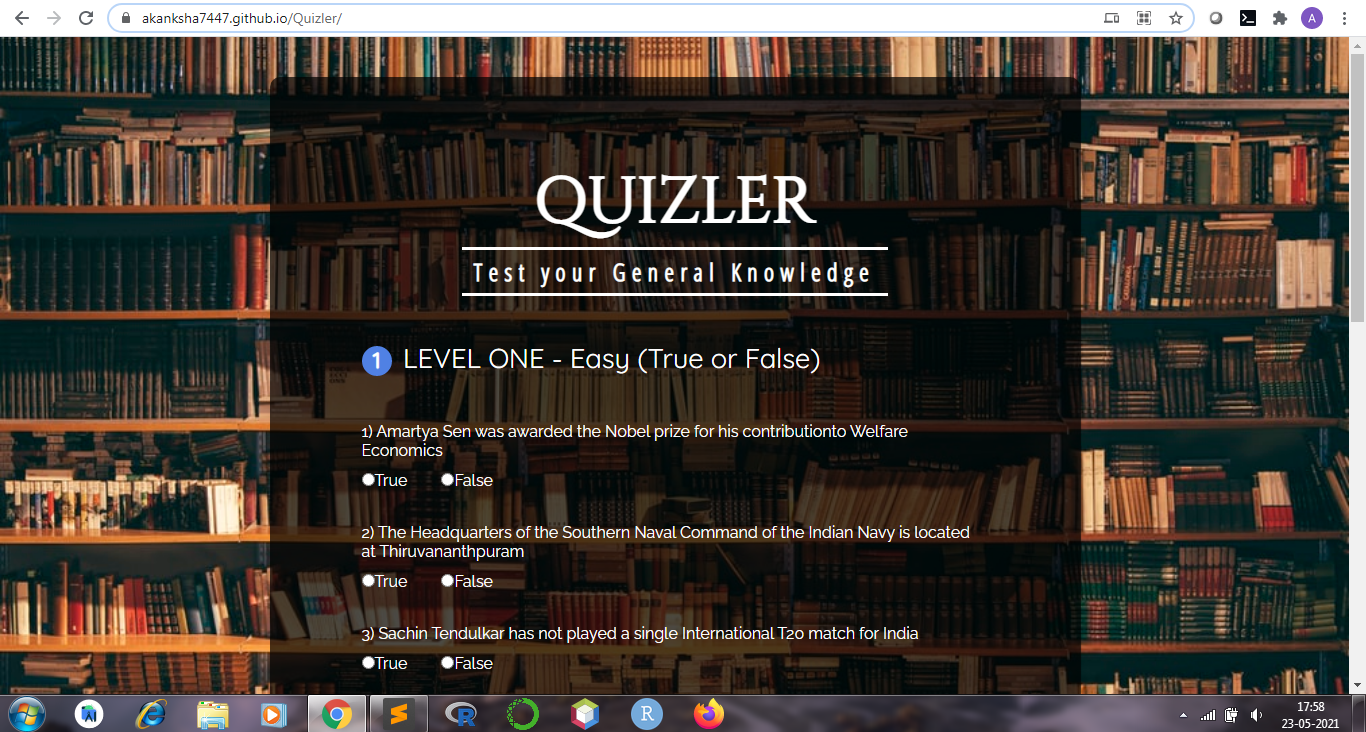 akanksha7447.github.io/Quizler/
A
QUIZLER
Test your General Knowledge
1 LEVEL ONE - Easy (True or False)
1) Amartya Sen was awarded the Nobel prize for his contributionto Welfare
Economics
True False
2) The Headquarters of the Southern Naval Command of the Indian Navy is located
at Thiruvananthpuram
True False
3) Sachin Tendulkar has not played a single International T20 match for India
True False
17:58
23-05-2021